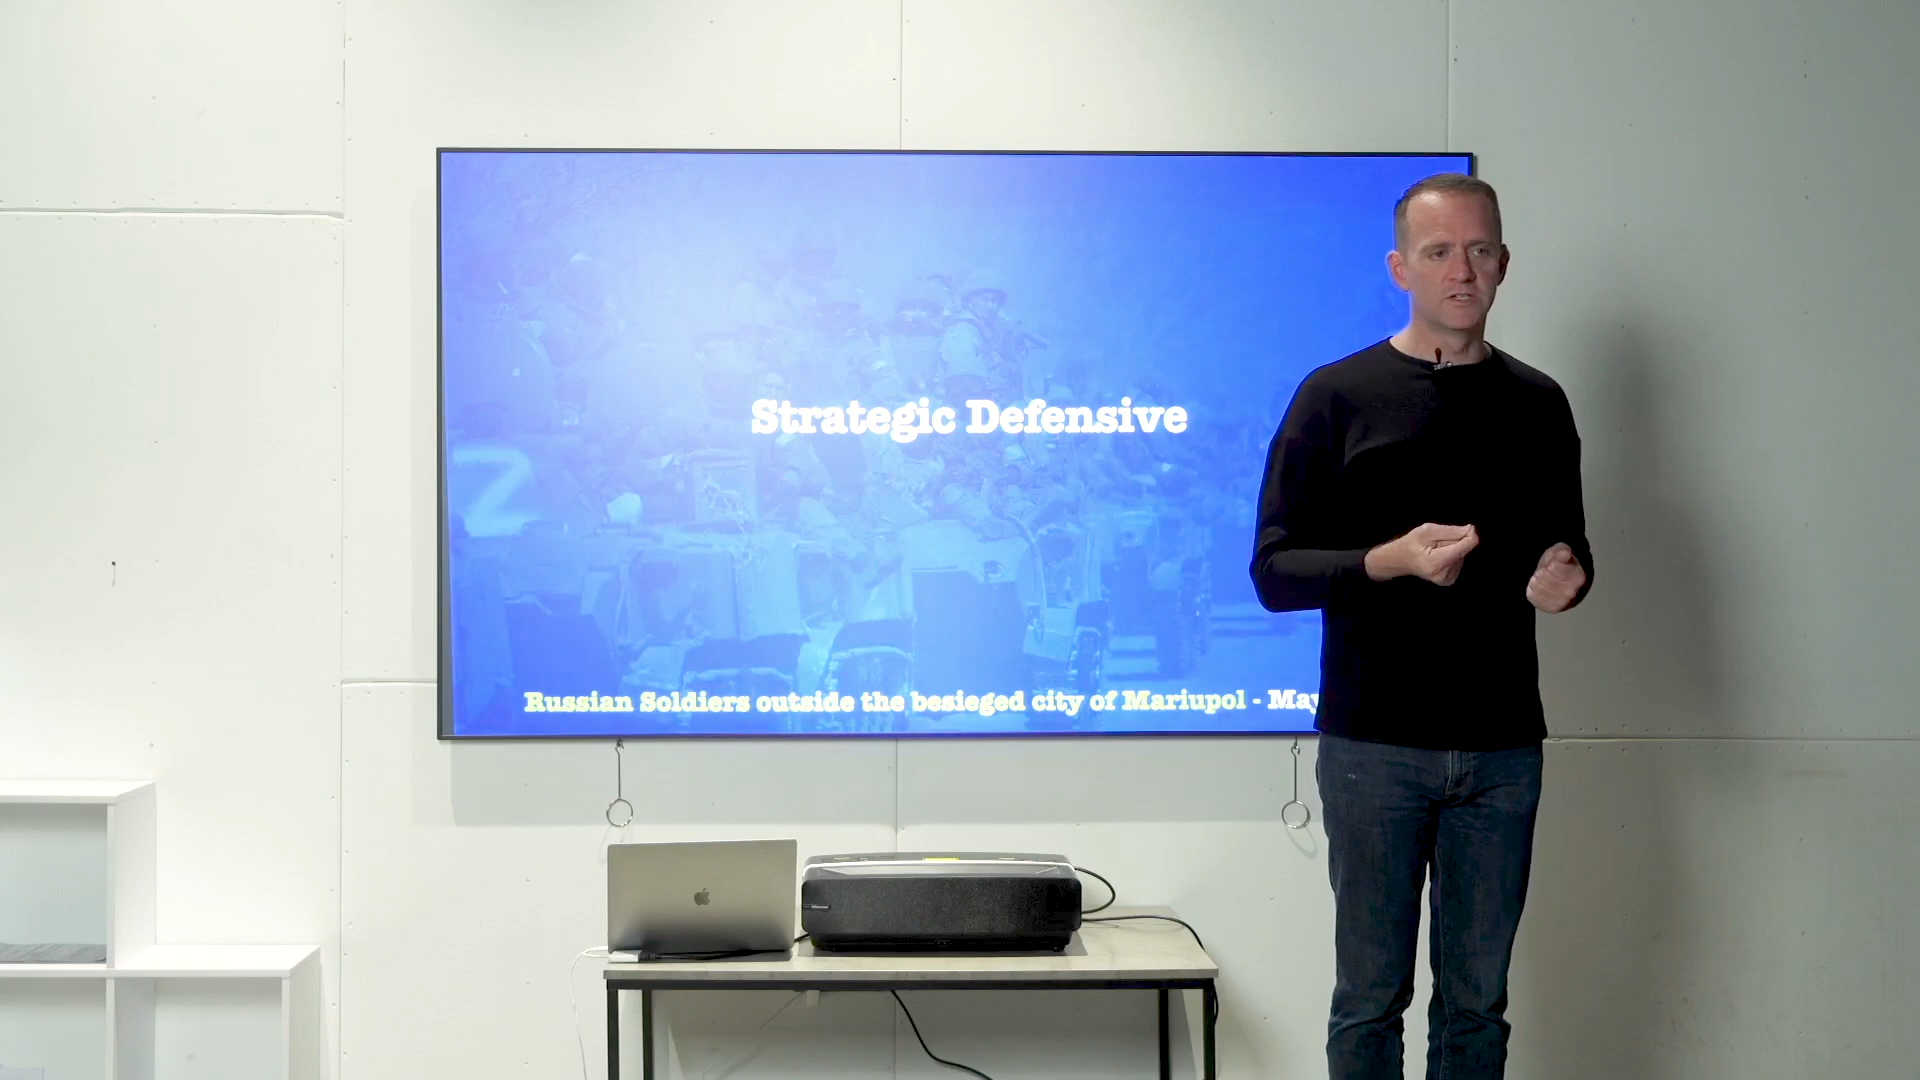 Strategic Defensive
Z
Russian Soldiers outside the besieged city of Mariupol - May